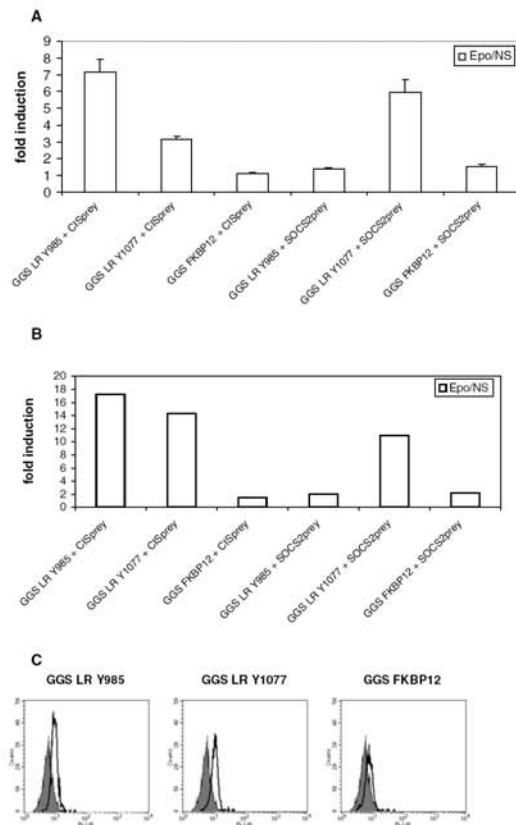 A
Epo/NS
fold induction
9
8
7
6
5
4
3
2
1
0
GGS LR Y985 + CISprey
GGS LR Y1077 + CISprey
GGS FKBP12 + CISprey
GGS LR Y985 + SOCS2prey
GGS LR Y1077 + SOCS2prey
GGS FKBP12 + SOCS2prey
B
Epo/NS
fold induction
20
18
16
14
12
10
8
6
4
2
0
GGS LR Y985 + CISprey
GGS LR Y1077 + CISprey
GGS FKBP12 + CISprey
GGS LR Y985 + SOCS2prey
GGS LR Y1077 + SOCS2prey
GGS FKBP12 + SOCS2prey
C
GGS LR Y985
GGS LR Y1077
GGS FKBP12
Counts
Counts
Counts